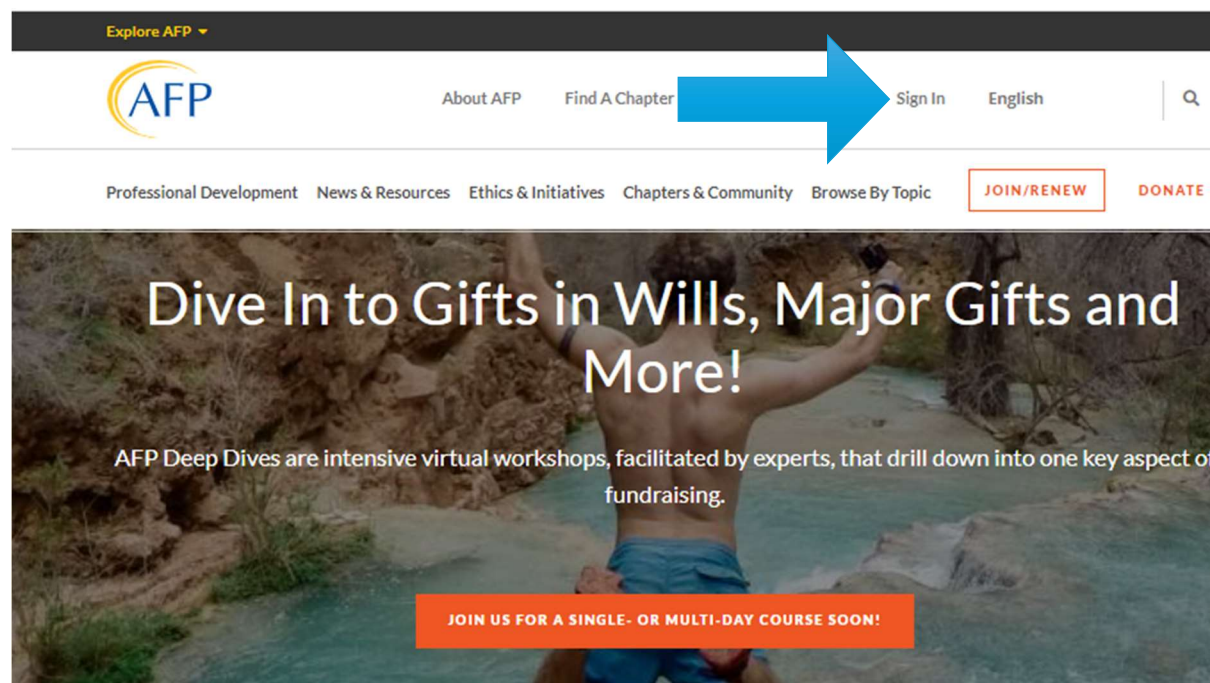 Explore AFP
AFP
About AFP Find A Chapter Sign In English
Professional Development News & Resources Ethics & Initiatives Chapters & Community Browse By Topic JOIN/RENEW DONATE
Dive In to Gifts in Wills, Major Gifts and
More!
AFP Deep Dives are intensive virtual workshops, facilitated by experts, that drill down into one key aspect of
fundraising.
JOIN US FOR A SINGLE- OR MULTI-DAY COURSE SOON!